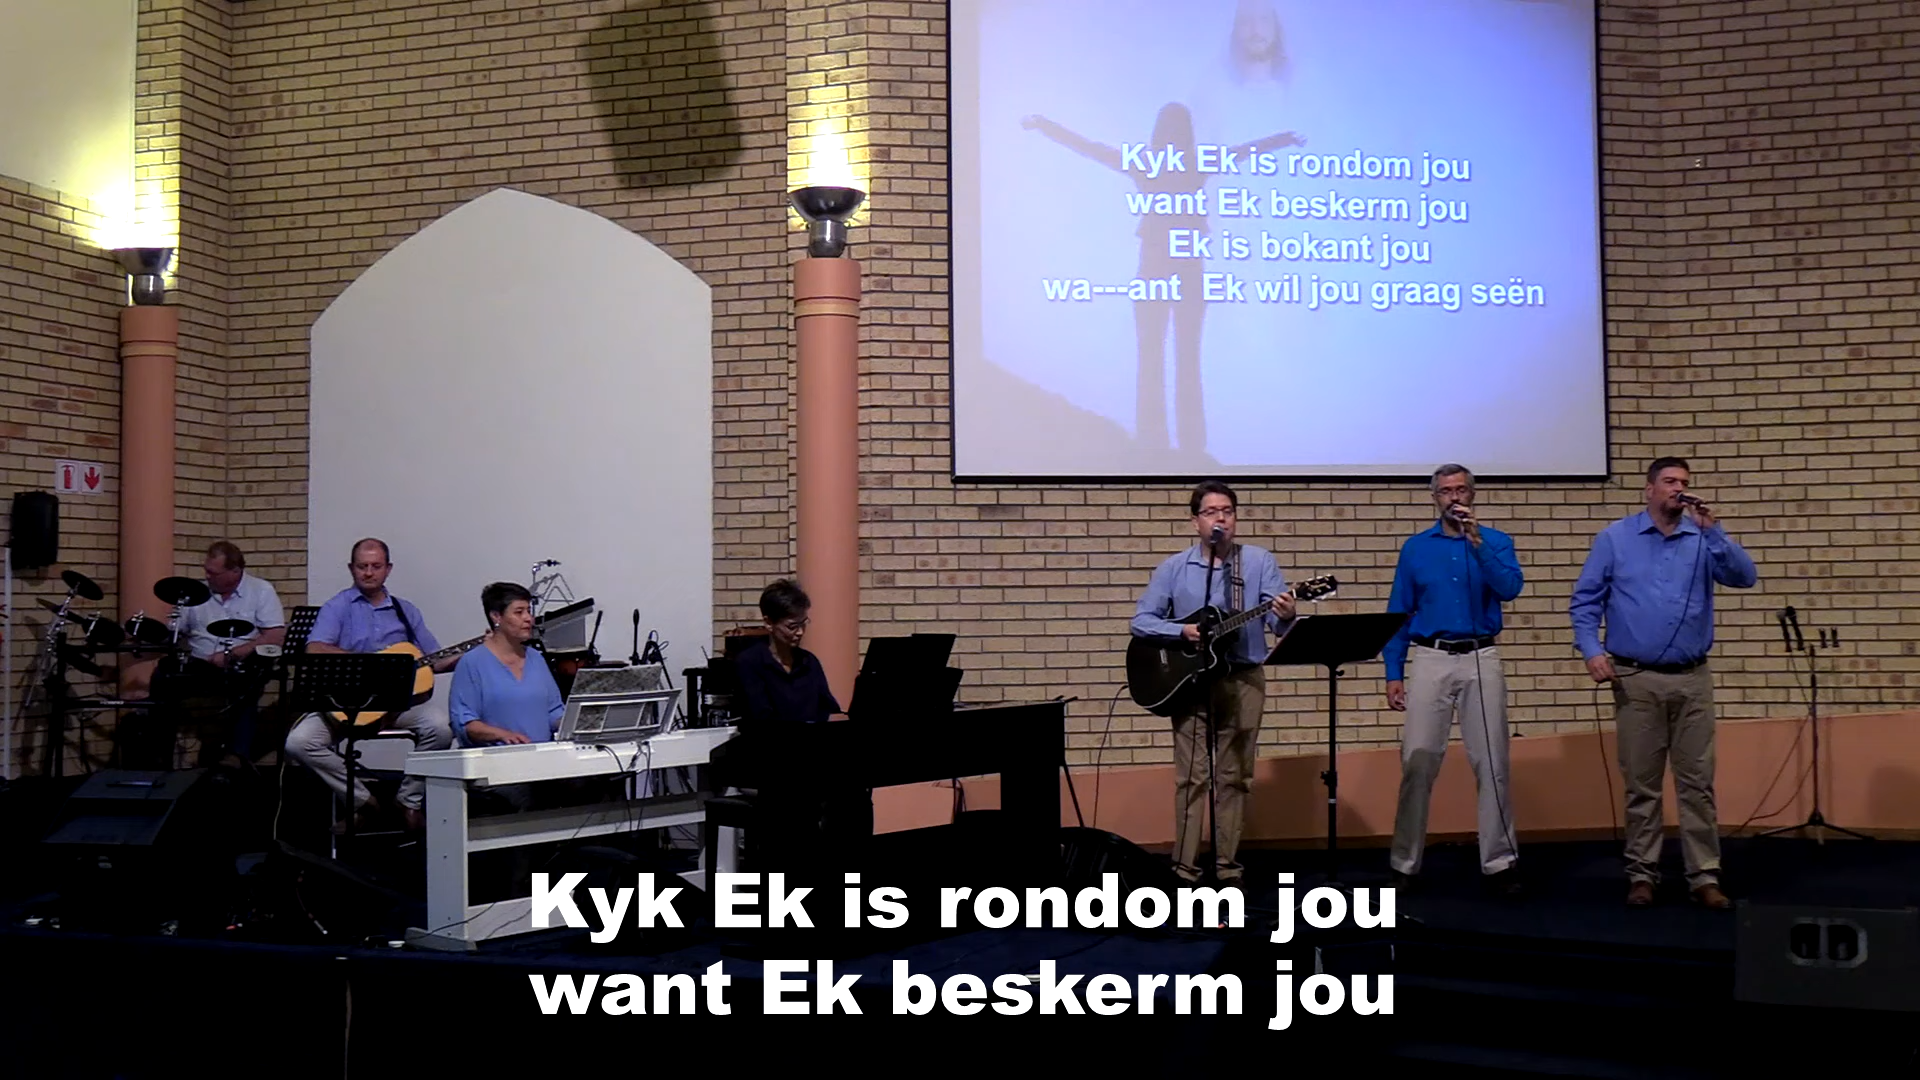 Kyk Ek is rondom jou
want Ek beskerm jou
Ek is bokant jou
wa---ant Ek wil jou graag seën
Kyk Ek is rondom jou
want Ek beskerm jou